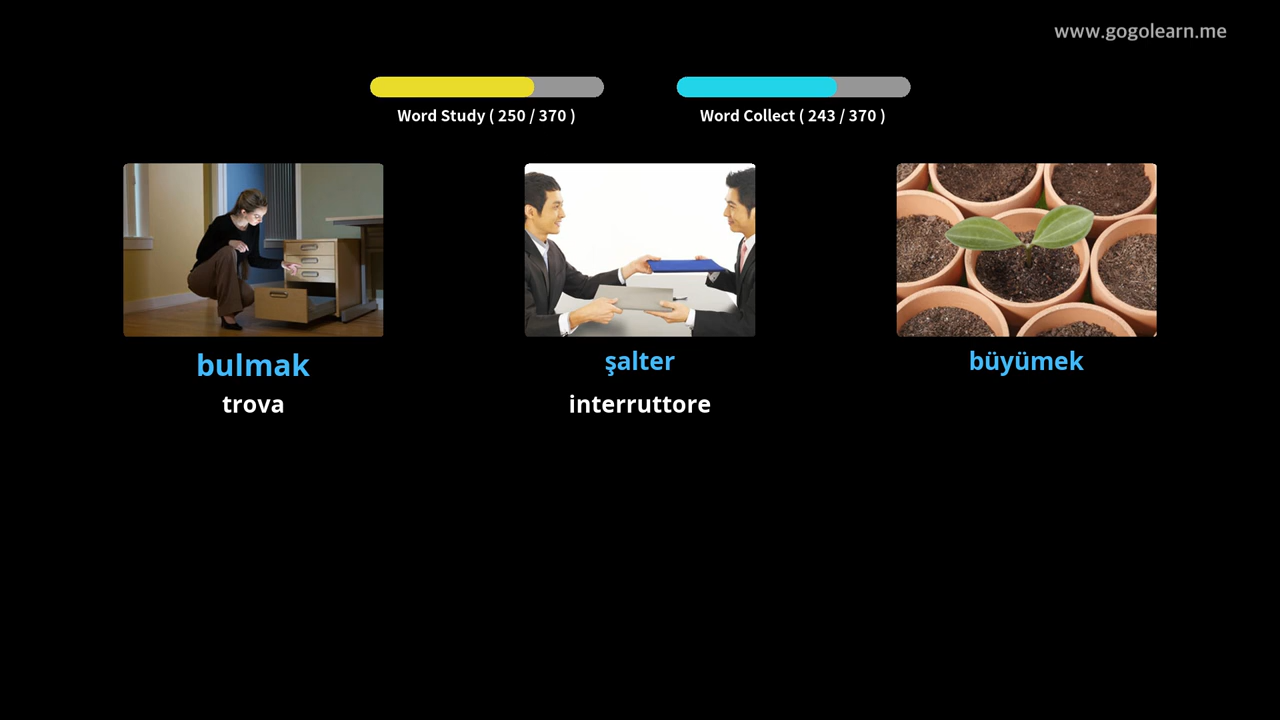 www.gogolearn.me
Word Study ( 250 / 370 )
Word Collect ( 243 / 370 )
bulmak
trova
şalter
interruttore
büyümek